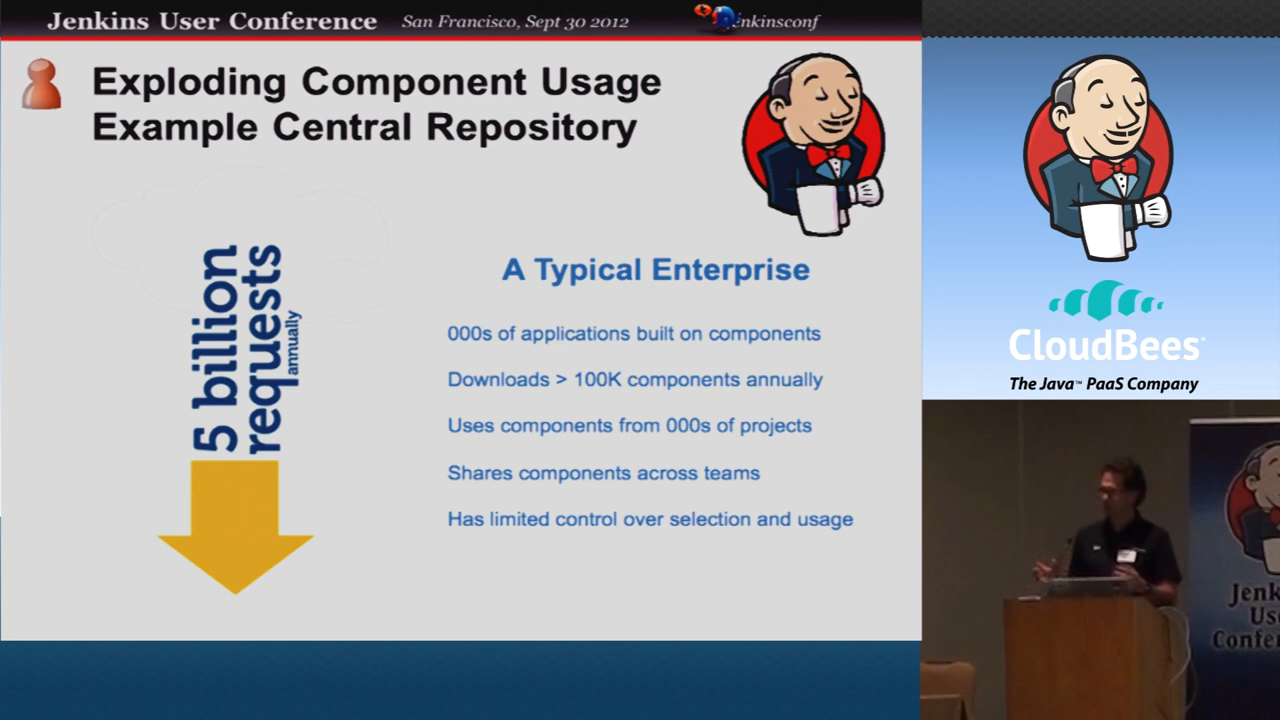 Jenkins User Conference San Francisco, Sept 30 2012 enkinsconf
Exploding Component Usage
Example Central Repository
5 billion
requests
annually
A Typical Enterprise
000s of applications built on components
Downloads > 100K components annually
Uses components from 000s of projects
Shares components across teams
Has limited control over selection and usage
CloudBees
The Java™ PaaS Company
Jenk
Use
Confe